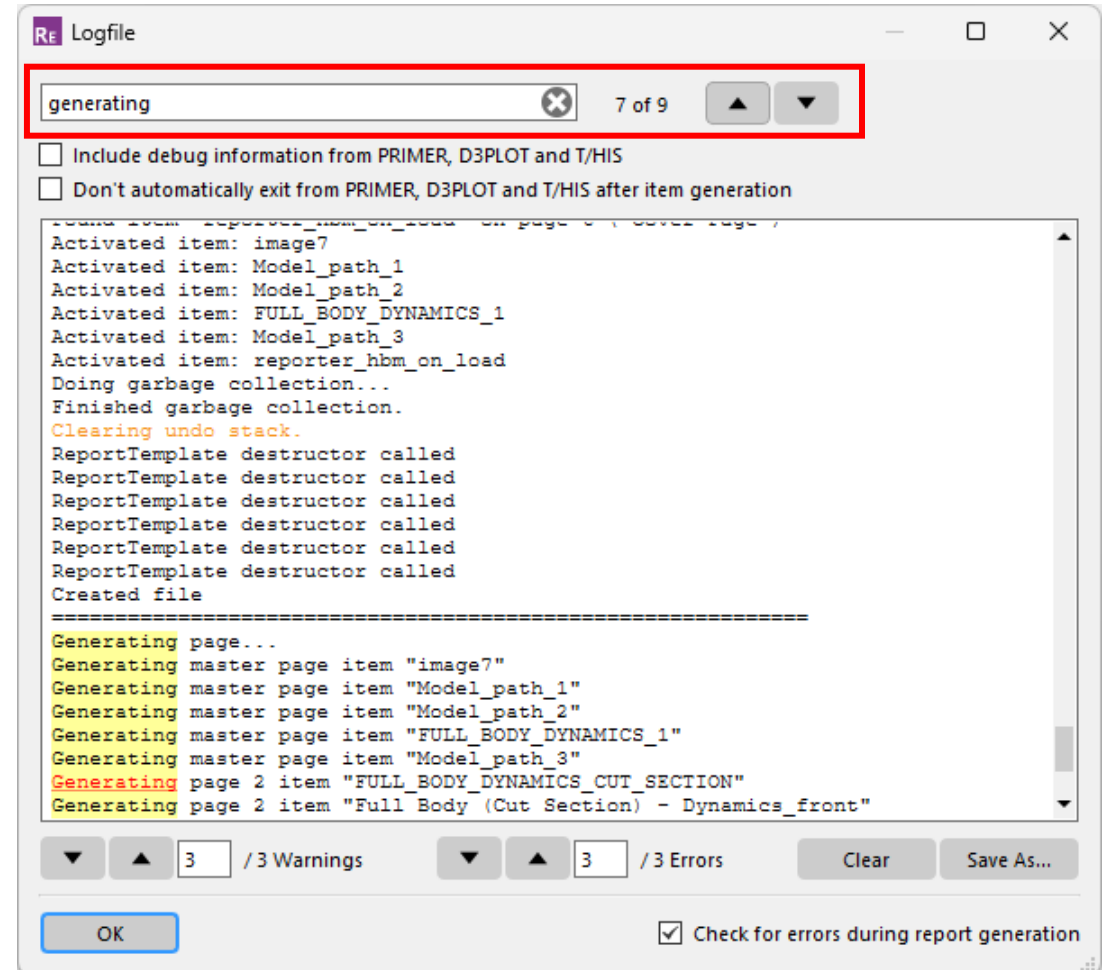 RE Logfile
generating 7 of 9
Include debug information from PRIMER, D3PLOT and T/HIS
Don't automatically exit from PRIMER, D3PLOT and T/HIS after item generation
Activated item: image7
Activated item: Model_path_1
Activated item: Model_path_2
Activated item: FULL_BODY_DYNAMICS_1
Activated item: Model_path_3
Activated item: reporter_hbm_on_load
Doing garbage collection...
Finished garbage collection.
Clearing undo stack.
ReportTemplate destructor called
ReportTemplate destructor called
ReportTemplate destructor called
ReportTemplate destructor called
ReportTemplate destructor called
ReportTemplate destructor called
Created file
============================================================
Generating page...
Generating master page item "image7"
Generating master page item "Model_path_1"
Generating master page item "Model_path_2"
Generating master page item "FULL_BODY_DYNAMICS_1"
Generating master page item "Model_path_3"
Generating page 2 item "FULL_BODY_DYNAMICS_CUT_SECTION"
Generating page 2 item "Full Body (Cut Section) - Dynamics_front"
3 / 3 Warnings 3 / 3 Errors Clear Save As...
OK Check for errors during report generation